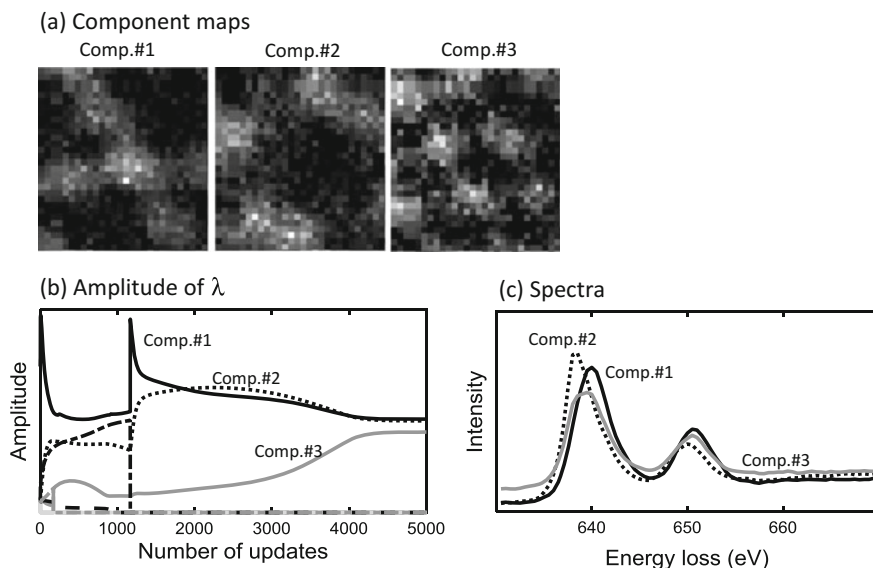 (a) Component maps
Comp.#1 Comp.#2 Comp.#3
(b) Amplitude of λ
Amplitude
Comp.#1
Comp.#2
Comp.#3
0 1000 2000 3000 4000 5000
Number of updates
(c) Spectra
Intensity
Comp.#2
Comp.#1
Comp.#3
640 650 660
Energy loss (eV)